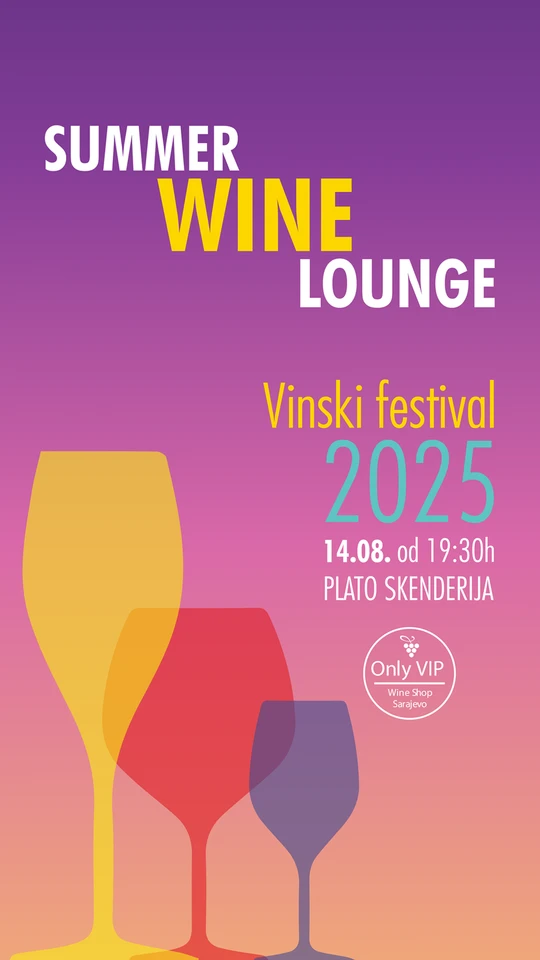 SUMMER
WINE
LOUNGE
Vinski festival
2025
14.08. od 19:30h
PLATO SKENDERIJA
Only VIP
Wine Shop
Sarajevo